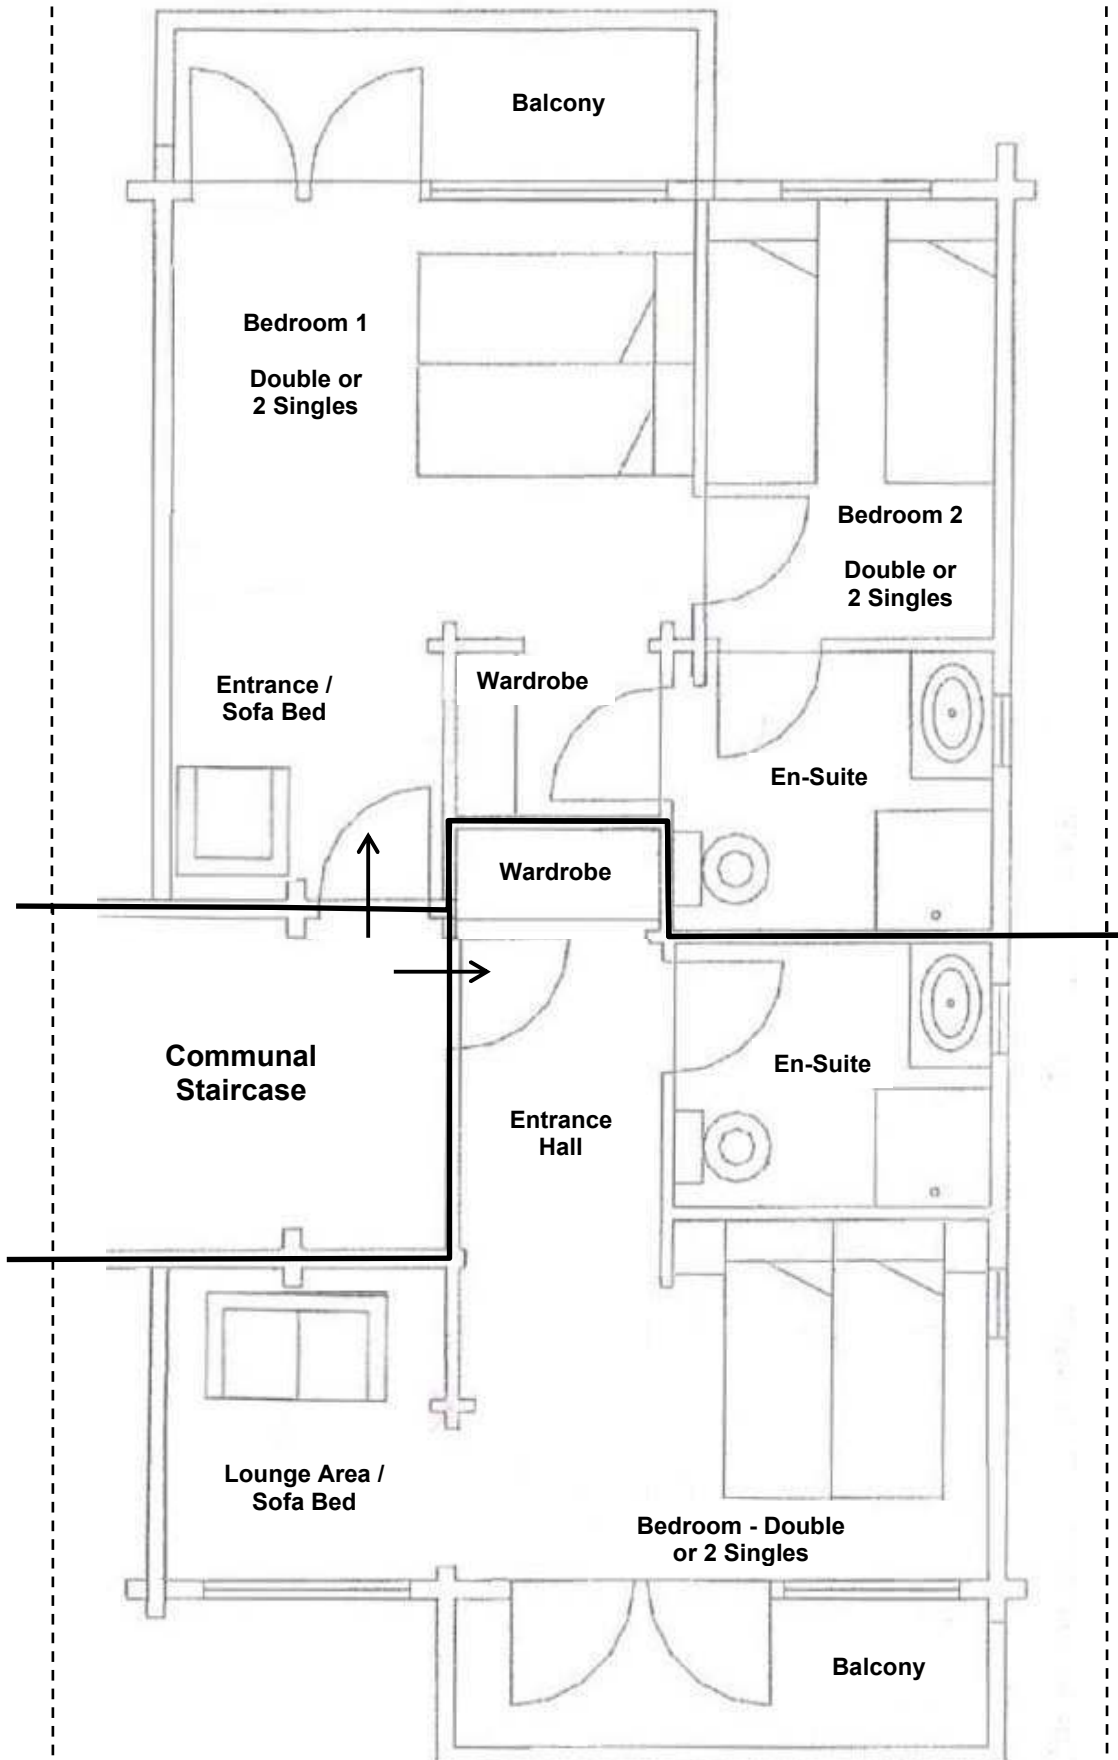 Balcony
Bedroom 1
Double or
2 Singles
Bedroom 2
Double or
2 Singles
Entrance /
Sofa Bed
Wardrobe
En-Suite
Wardrobe
Communal
Staircase
En-Suite
Entrance
Hall
Lounge Area /
Sofa Bed
Bedroom - Double
or 2 Singles
Balcony